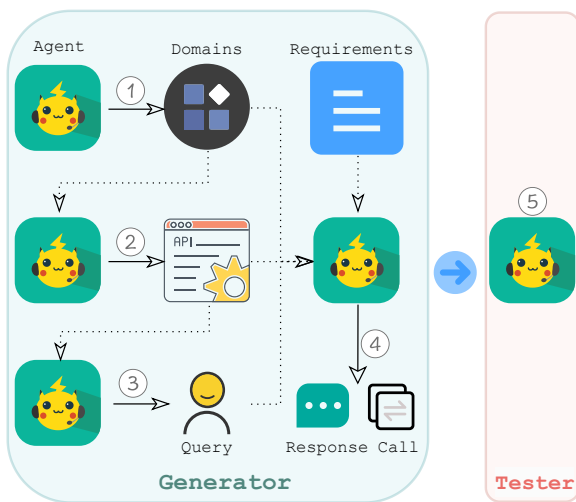 Agent
Domains
Requirements
1
5
2
API
4
3
Query
Response Call
Generator
Tester